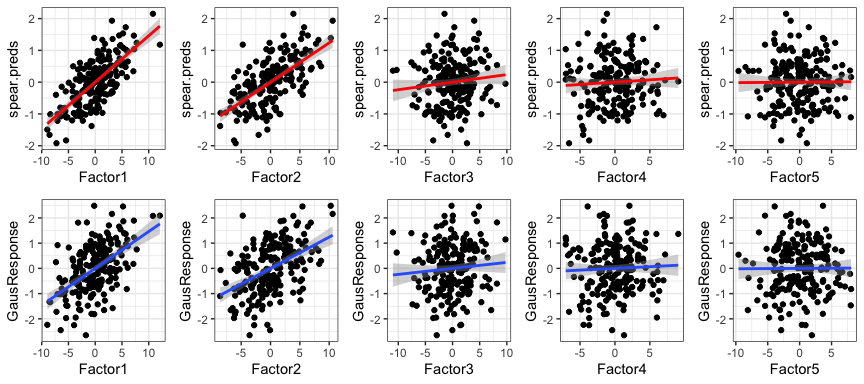 spear.preds
2
1
0
-1
-2
-10 -5 0 5 10
Factor1
spear.preds
2
1
0
-1
-2
-5 0 5 10
Factor2
spear.preds
2
1
0
-1
-2
-10 -5 0 5 10
Factor3
spear.preds
2
1
0
-1
-2
-5 0 5
Factor4
spear.preds
2
1
0
-1
-2
-10 -5 0 5
Factor5
GausResponse
2
1
0
-1
-2
-10 -5 0 5 10
Factor1
GausResponse
2
1
0
-1
-2
-5 0 5 10
Factor2
GausResponse
2
1
0
-1
-2
-10 -5 0 5 10
Factor3
GausResponse
2
1
0
-1
-2
-5 0 5
Factor4
GausResponse
2
1
0
-1
-2
-10 -5 0 5
Factor5